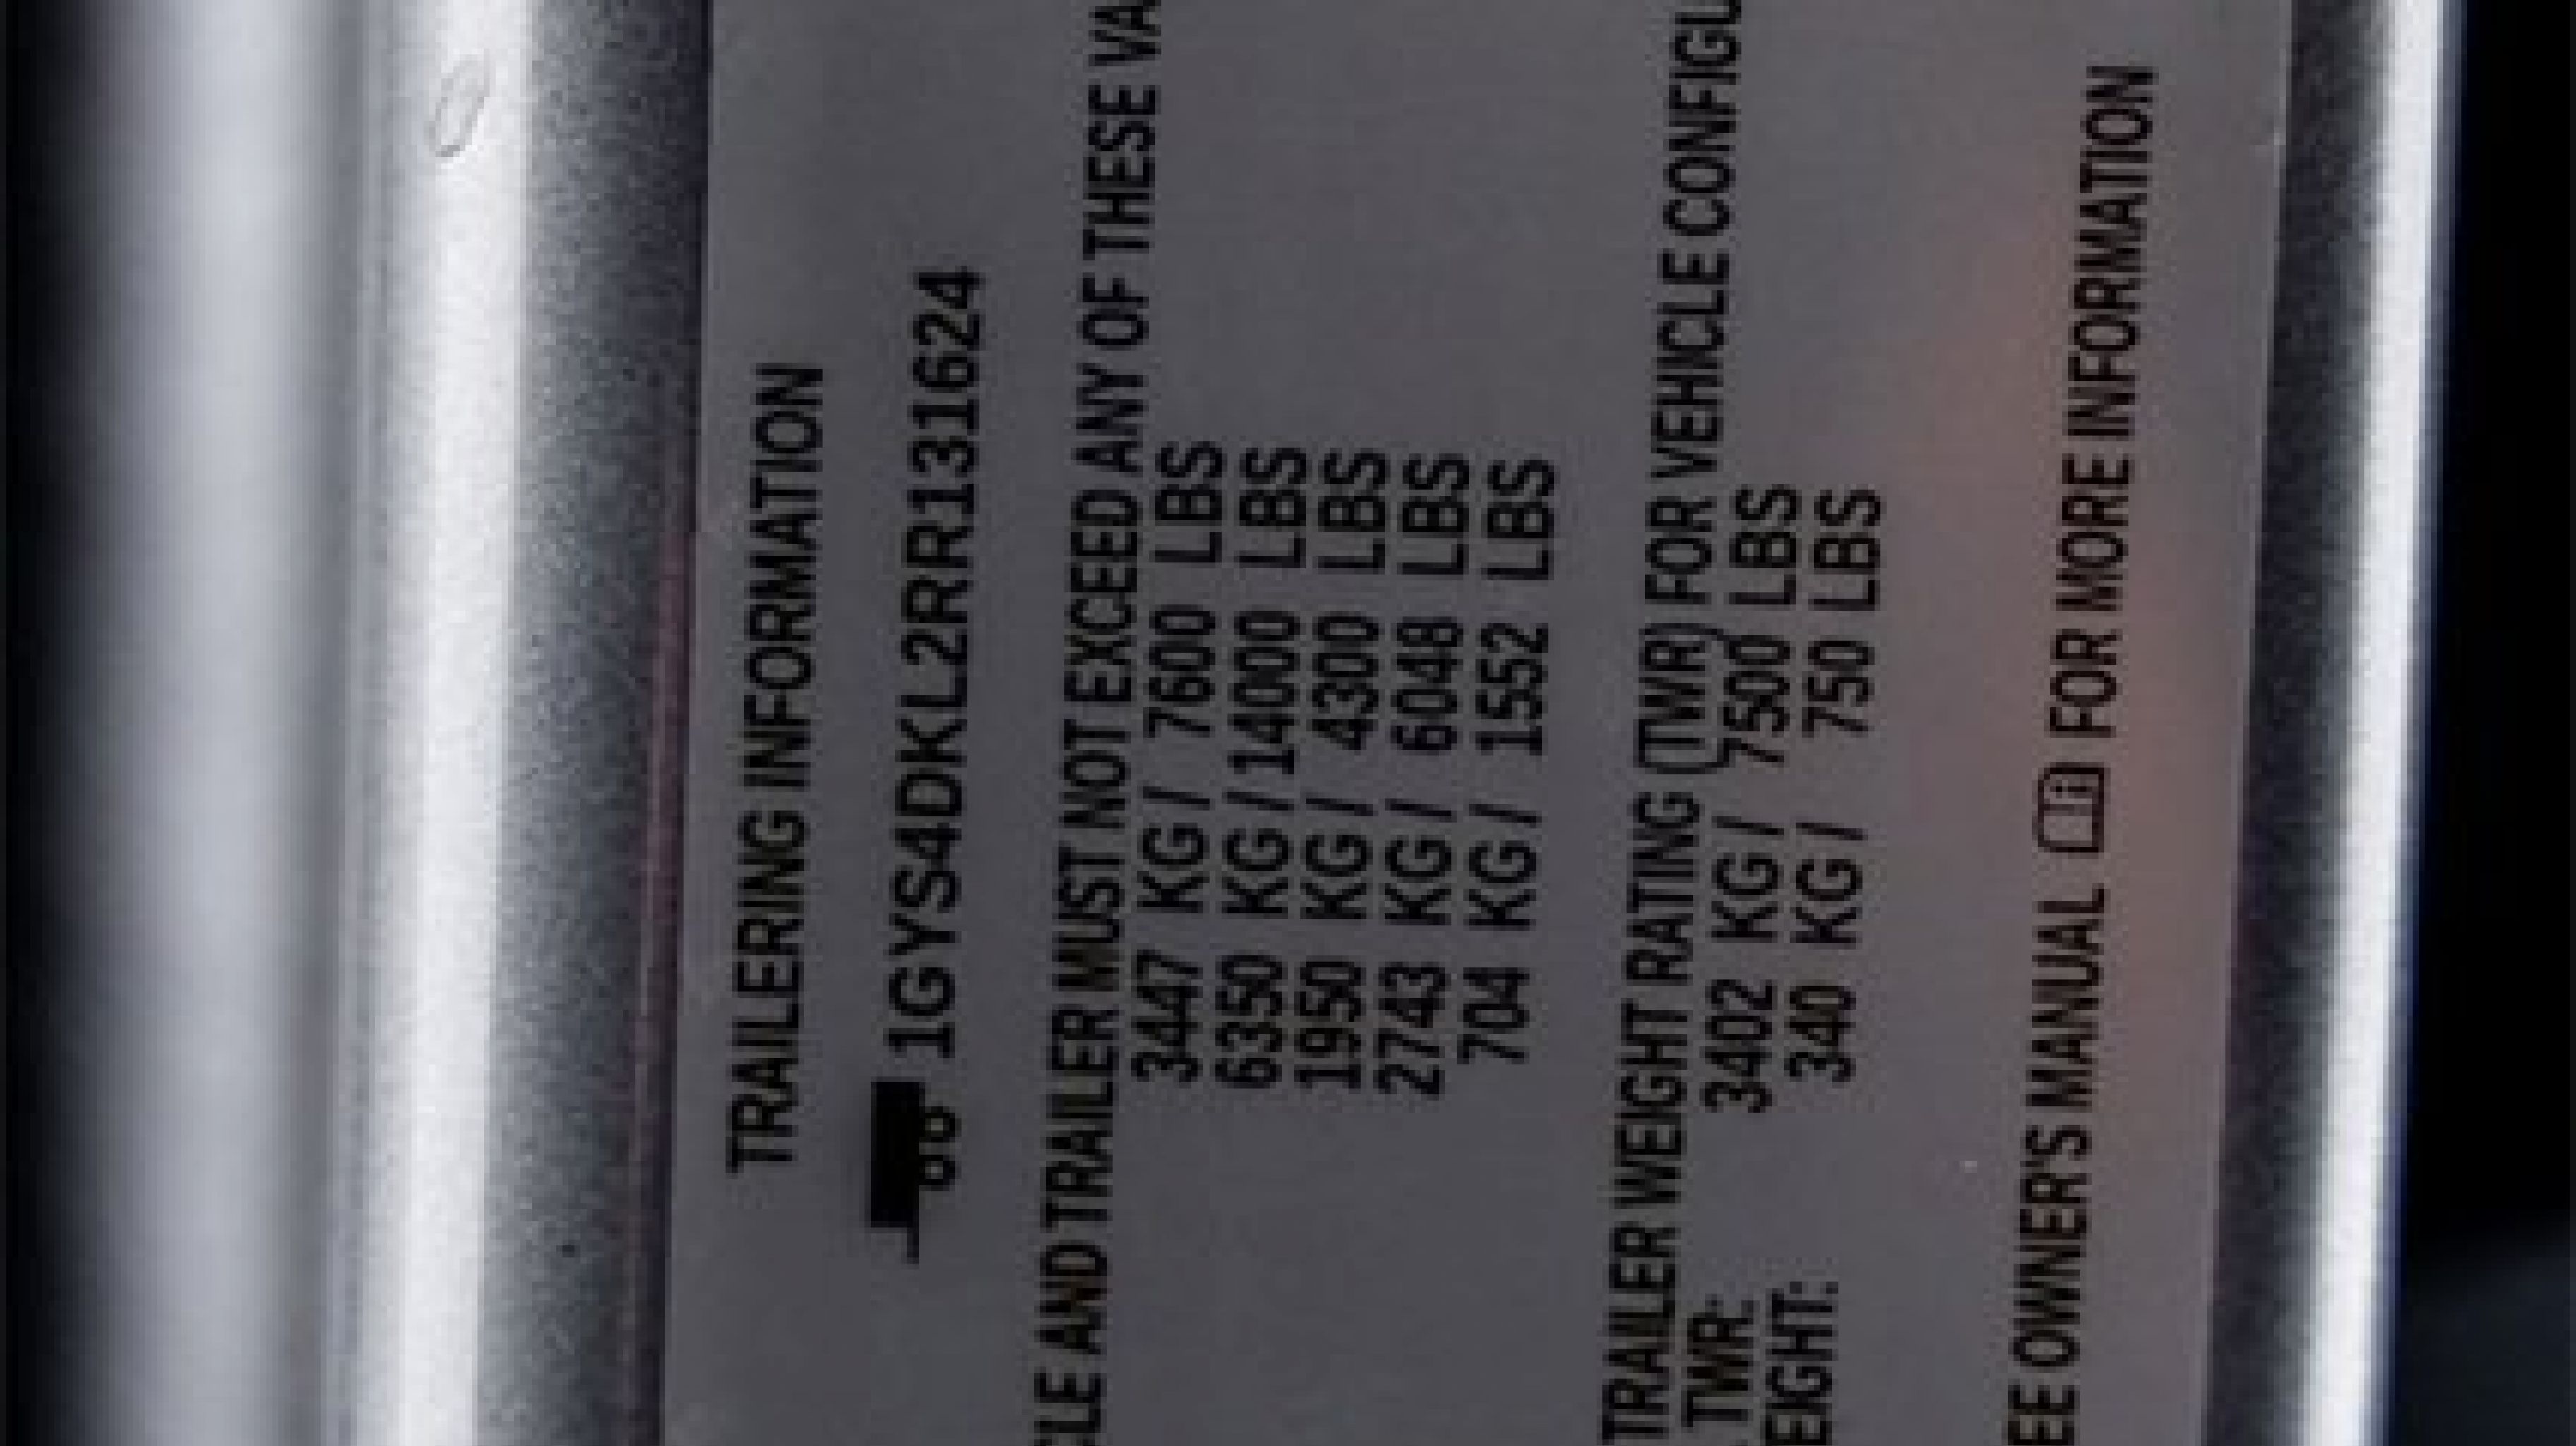 TRAILERING INFORMATION
1GYS4DKL2RR131624
CLE AND TRAILER MUST NOT EXCEED ANY OF THESE VA
3447 KG / 7600 LBS
6350 KG / 14000 LBS
1950 KG / 4300 LBS
2743 KG / 6048 LBS
704 KG / 1552 LBS
TRAILER WEIGHT RATING (TWR) FOR VEHICLE CONFIGU
TWR: 3402 KG / 7500 LBS
EIGHT: 340 KG / 750 LBS
EE OWNER'S MANUAL FOR MORE INFORMATION